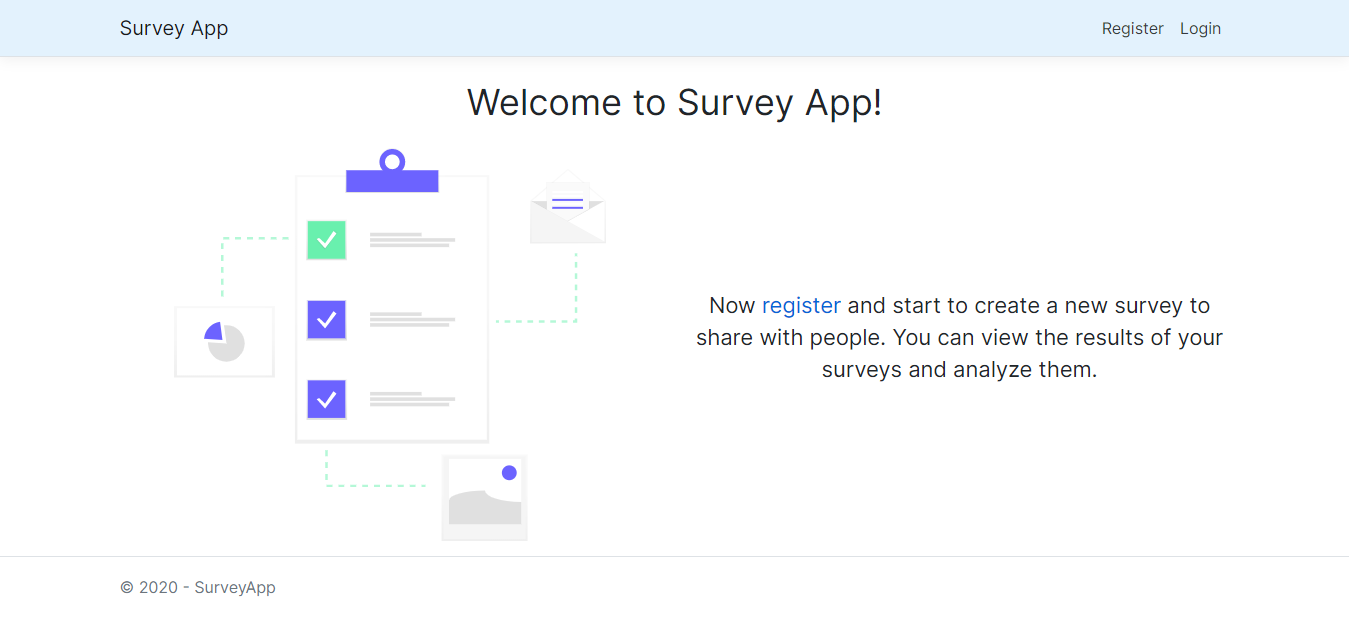 Survey App
Register
Login
Welcome to Survey App!
Now register and start to create a new survey to
share with people. You can view the results of your
surveys and analyze them.
© 2020 - SurveyApp